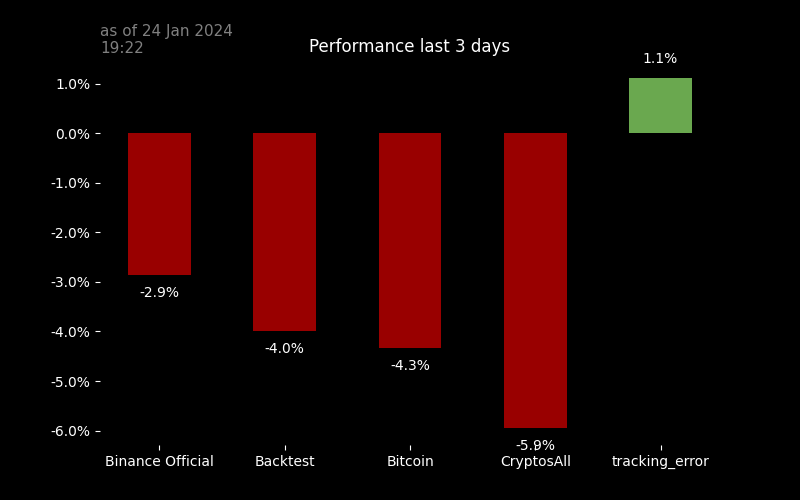 as of 24 Jan 2024
19:22
Performance last 3 days
1.1%
1.0%
0.0%
-1.0%
-2.0%
-3.0%
-2.9%
-4.0%
-4.0%
-4.3%
-5.0%
-6.0%
-5.9%
Binance Official
Backtest
Bitcoin
CryptosAll
tracking_error